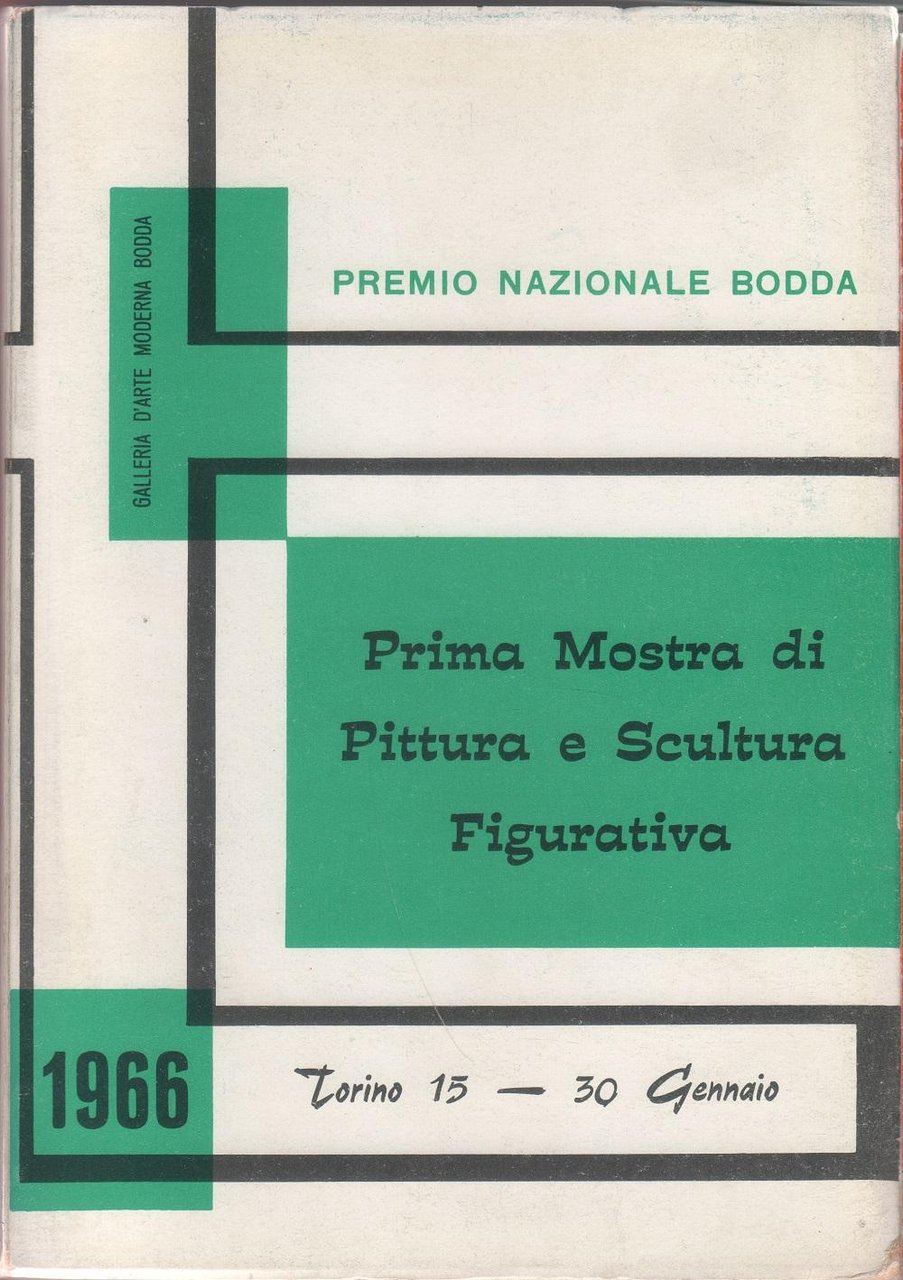 GALLERIA D'ARTE MODERNA BODDA
PREMIO NAZIONALE BODDA
Prima Mostra di
Pittura e Scultura
Figurativa
1966
Torino 15 — 30 Gennaio